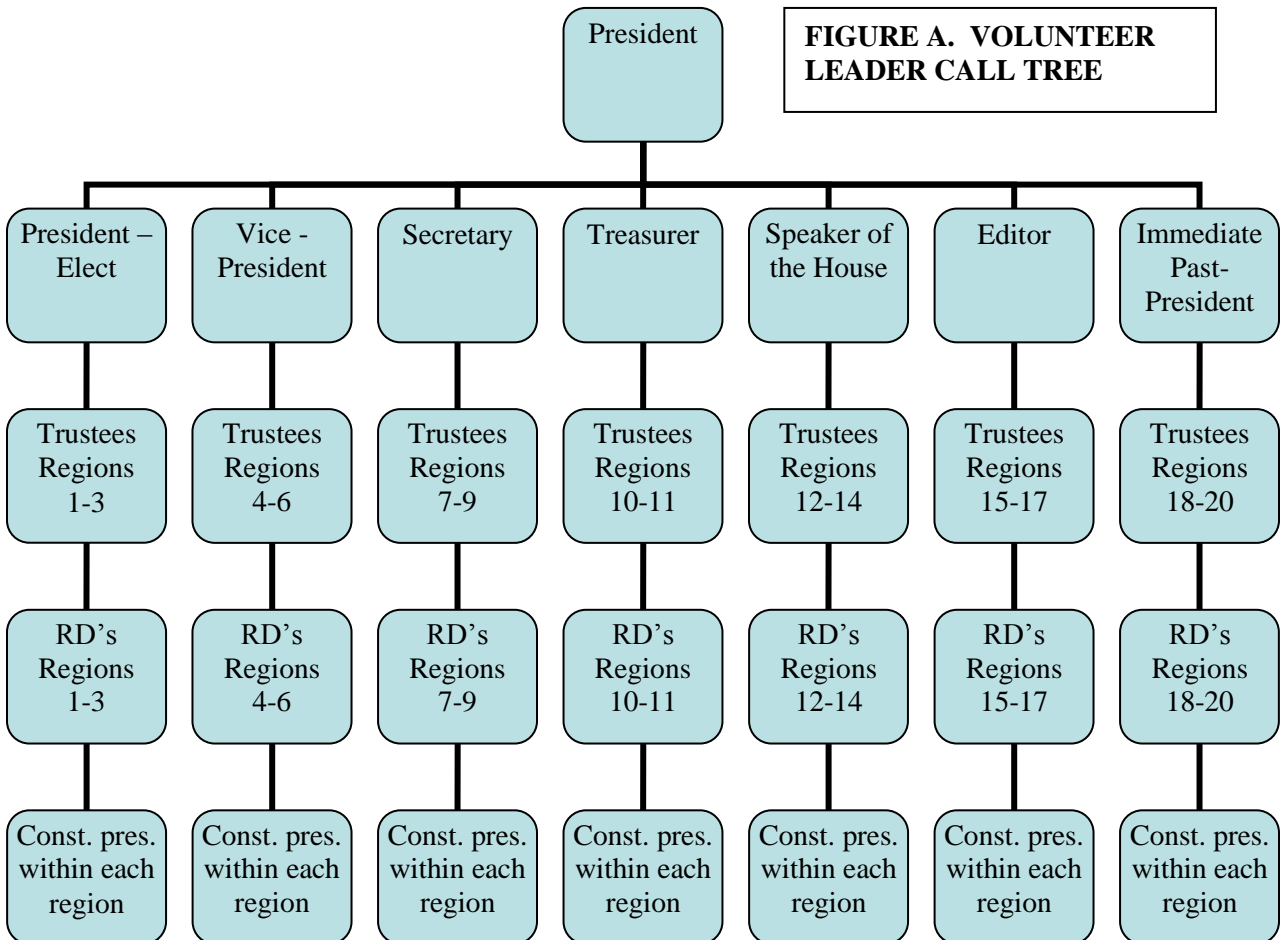 President
FIGURE A. VOLUNTEER
LEADER CALL TREE
President –
Elect
Vice -
President
Secretary
Treasurer
Speaker of
the House
Editor
Immediate
Past-
President
Trustees
Regions
1-3
Trustees
Regions
4-6
Trustees
Regions
7-9
Trustees
Regions
10-11
Trustees
Regions
12-14
Trustees
Regions
15-17
Trustees
Regions
18-20
RD’s
Regions
1-3
RD’s
Regions
4-6
RD’s
Regions
7-9
RD’s
Regions
10-11
RD’s
Regions
12-14
RD’s
Regions
15-17
RD’s
Regions
18-20
Const. pres.
within each
region
Const. pres.
within each
region
Const. pres.
within each
region
Const. pres.
within each
region
Const. pres.
within each
region
Const. pres.
within each
region
Const. pres.
within each
region